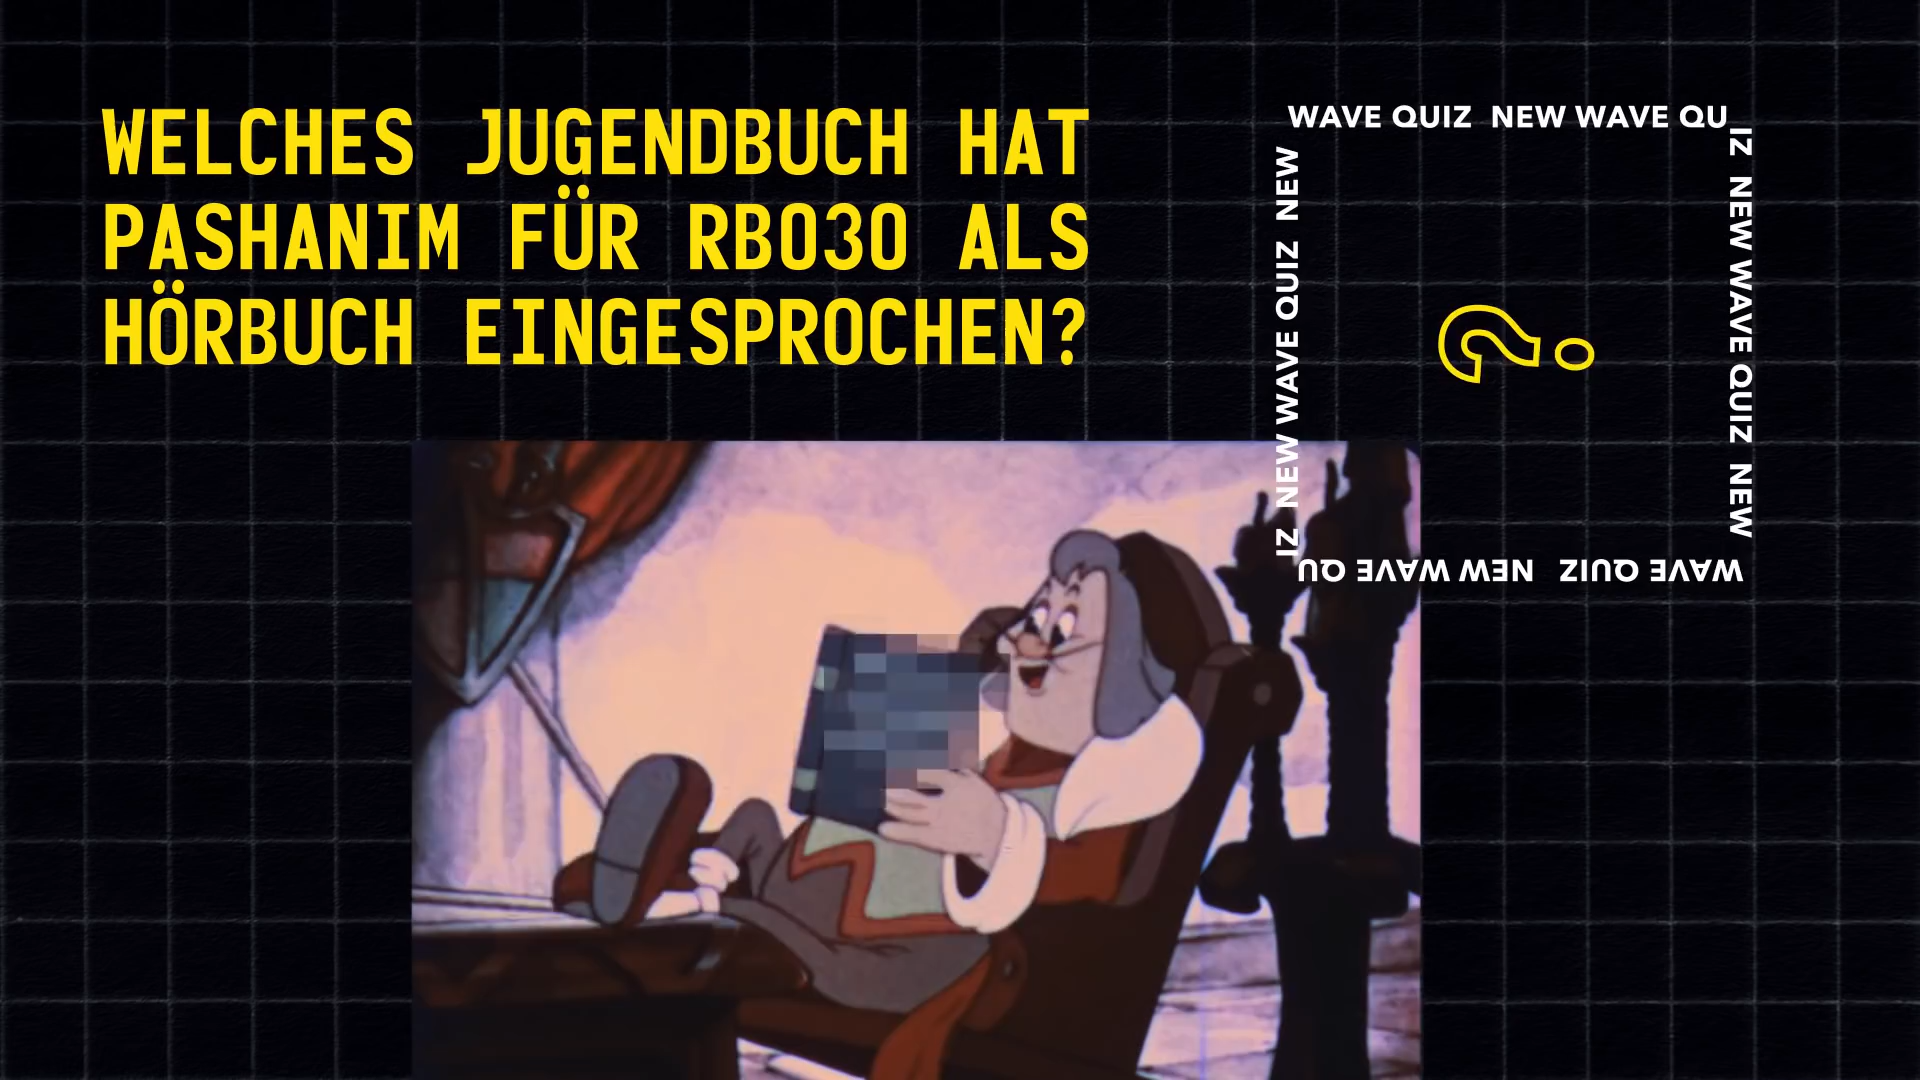 WELCHES JUGENDBUCH HAT
PASHANIM FÜR RBO30 ALS
HÖRBUCH EINGESPROCHEN?
WAVE QUIZ NEW WAVE QU
IZ NEW WAVE QUIZ NEW
WAVE QUIZ NEW WAVE QU
IZ NEW WAVE QUIZ NEW
?